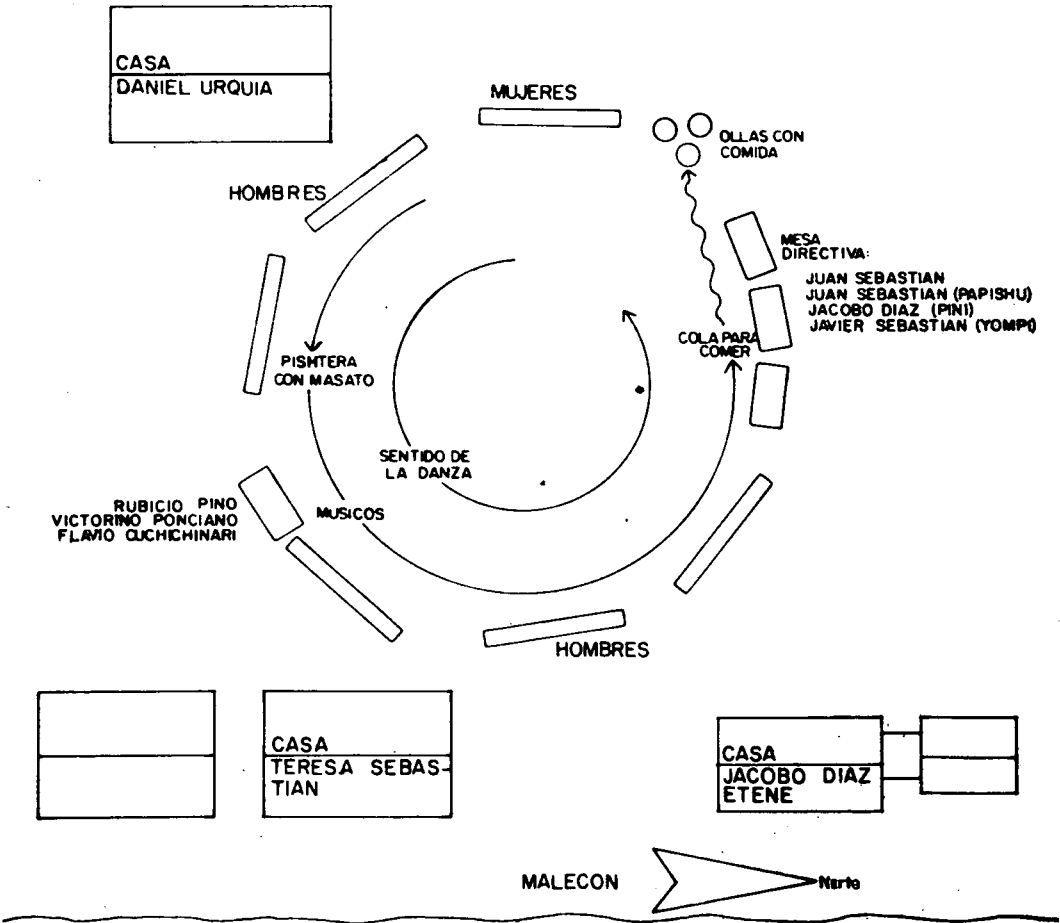 CASA
DANIEL URQUIA
MUJERES
OLLAS CON
COMIDA
HOMBRES
MESA
DIRECTIVA:
JUAN SEBASTIAN
JUAN SEBASTIAN (PAPISHU)
JACOBO DIAZ (PINI)
JAVIER SEBASTIAN (YOMPI)
COLA PARA
COMER
PISHTERA
CON MASATO
SENTIDO DE
LA DANZA
MUSICOS
RUBICIO PINO
VICTORINO PONCIANO
FLAVIO CUCHICHINARI
HOMBRES
CASA
TERESA SEBAS-
TIAN
CASA
JACOBO DIAZ
ETENE
MALECON
Norte